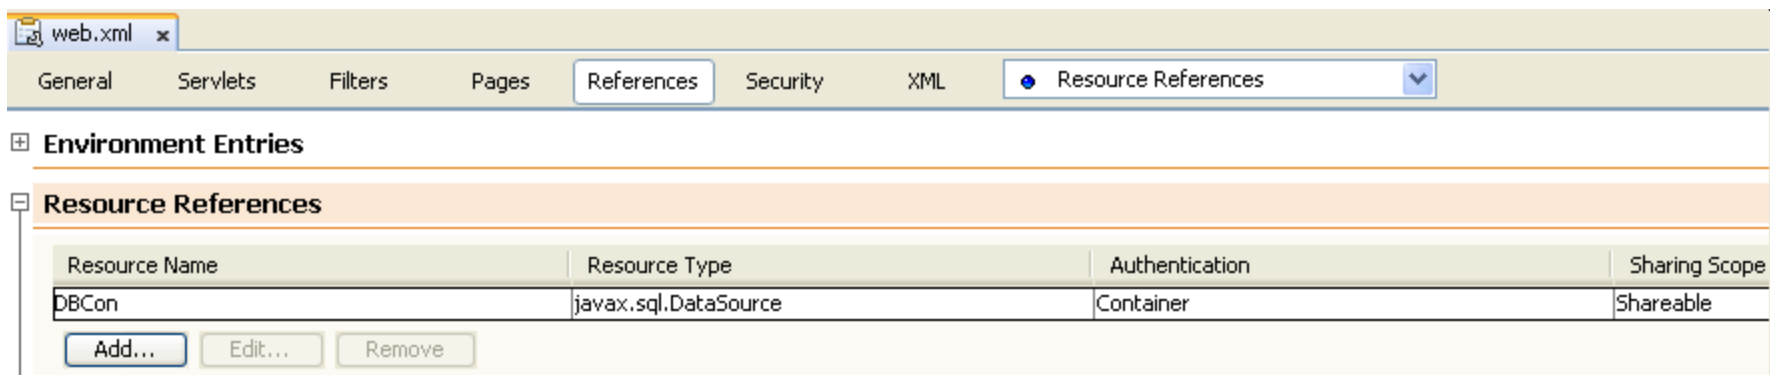 web.xml x
General Servlets Filters Pages References Security XML Resource References
Environment Entries
Resource References
Resource Name Resource Type Authentication Sharing Scope
DBCon javax.sql.DataSource Container Shareable
Add... Edit... Remove